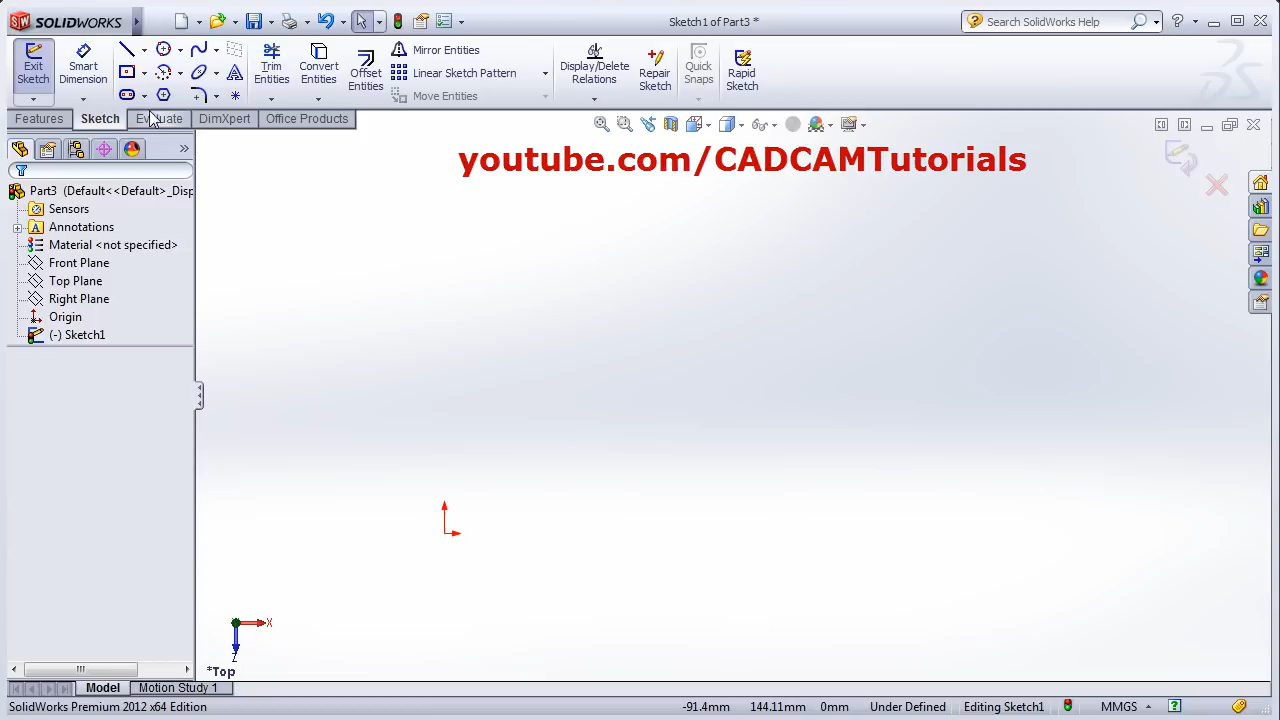 SOLIDWORKS
Sketch1 of Part3 *
Search SolidWorks Help
Exit Sketch
Smart Dimension
Trim Entities
Convert Entities
Offset Entities
Mirror Entities
Linear Sketch Pattern
Move Entities
Display/Delete Relations
Repair Sketch
Quick Snaps
Rapid Sketch
Features
Sketch
Evaluate
DimXpert
Office Products
youtube.com/CADCAMTutorials
Part3 (Default<<Default>_Disp
Sensors
Annotations
Material <not specified>
Front Plane
Top Plane
Right Plane
Origin
(-) Sketch1
X
Z
*Top
Model
Motion Study 1
SolidWorks Premium 2012 x64 Edition
-91.4mm
144.11mm
0mm
Under Defined
Editing Sketch1
MMGS